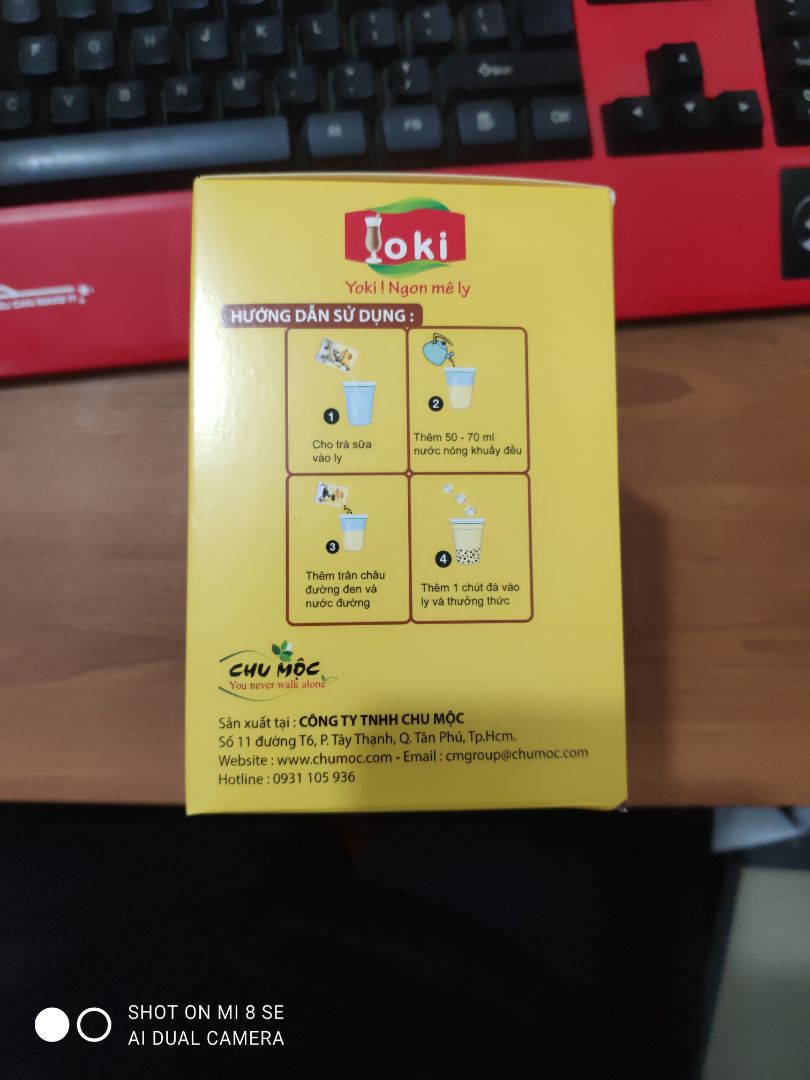 F G H J K L
C V B N M
Alt FN Ctrl
Yoki
Yoki ! Ngon mê ly
HƯỚNG DẪN SỬ DỤNG :
1
Cho trà sữa
vào ly
2
Thêm 50 - 70 ml
nước nóng khuẩy đều
3
Thêm trân châu
đường đen và
nước đường
4
Thêm 1 chút đá vào
ly và thưởng thức
CHU MỘC
You never walk alone
Sản xuất tại : CÔNG TY TNHH CHU MỘC
Số 11 đường T6, P. Tây Thạnh, Q. Tân Phú, Tp.Hcm.
Website : www.chumoc.com - Email : cmgroup@chumoc.com
Hotline : 0931 105 936
SHOT ON MI 8 SE
AI DUAL CAMERA